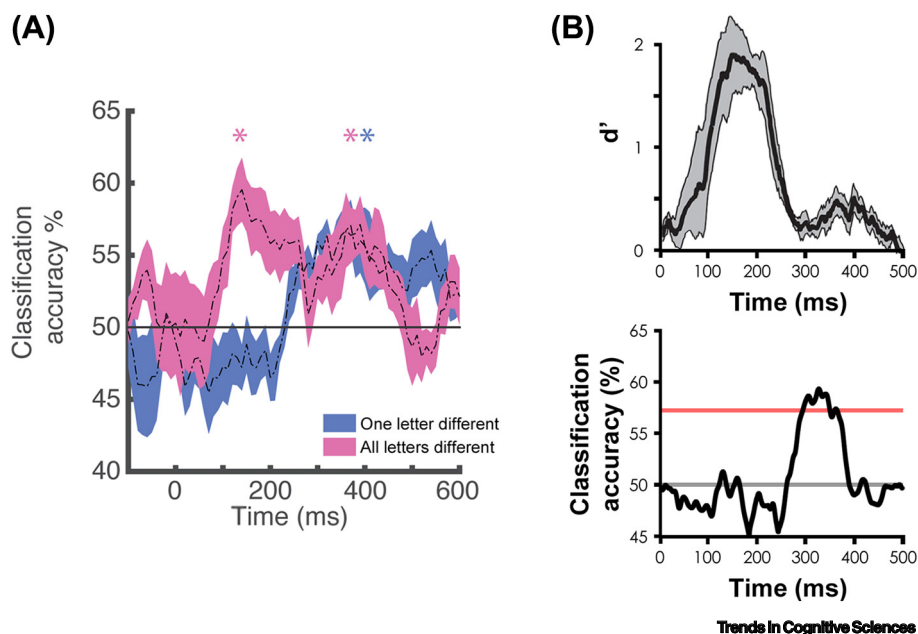 (A)
65
60
55
50
45
40
Classification
accuracy %
* **
One letter different
All letters different
0 200 400 600
Time (ms)
(B)
2
1
0
d’
0 100 200 300 400 500
Time (ms)
65
60
55
50
45
Classification
accuracy (%)
0 100 200 300 400 500
Time (ms)
Trends in Cognitive Sciences